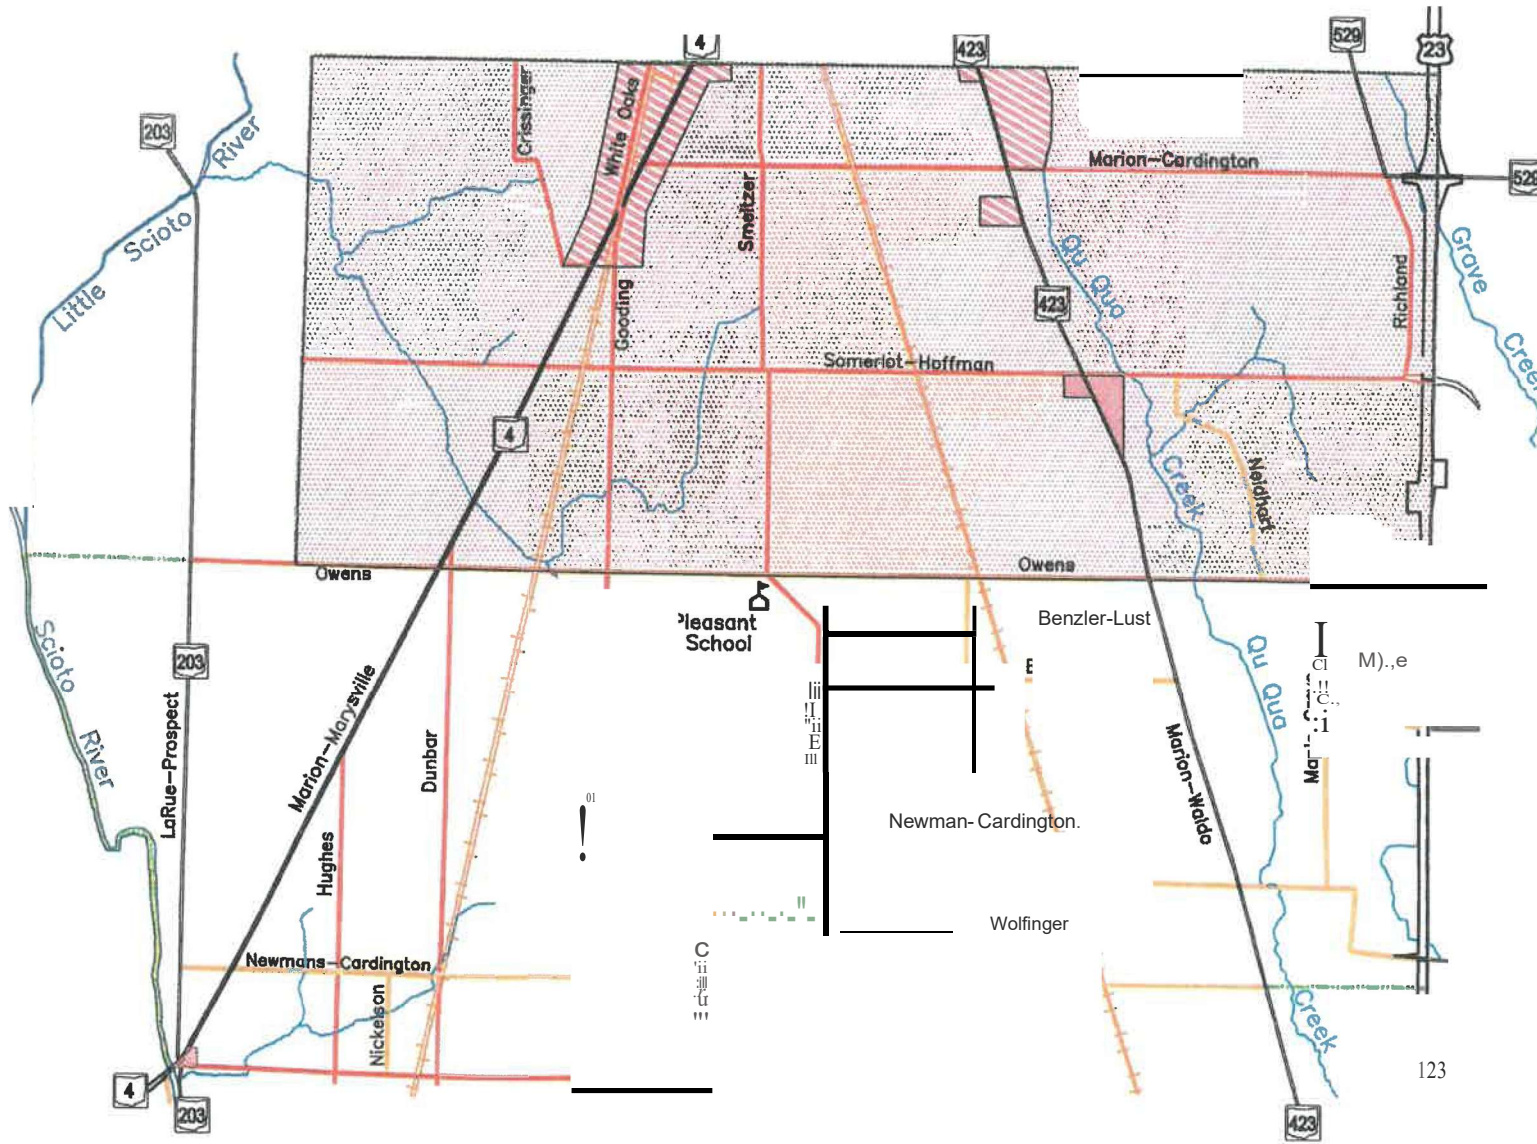 4
423
529
23
203
River
Crissinger
White Oaks
Marion-Cardington
529
Smeltzer
Scioto
Little
Qu Qua
Grave
Creek
Gooding
423
Richland
Somerlot-Hoffman
4
Creek
Neidhart
Owens
Owens
Pleasant
School
Benzler-Lust
Scioto
River
203
LaRue-Prospect
Marion-Marysville
Dunbar
Hughes
Qu Qua
M).,e
Marion-Waldo
Newman-Cardington.
Wolfinger
Newmans-Cardington
Nickelson
Creek
123
4
203
423